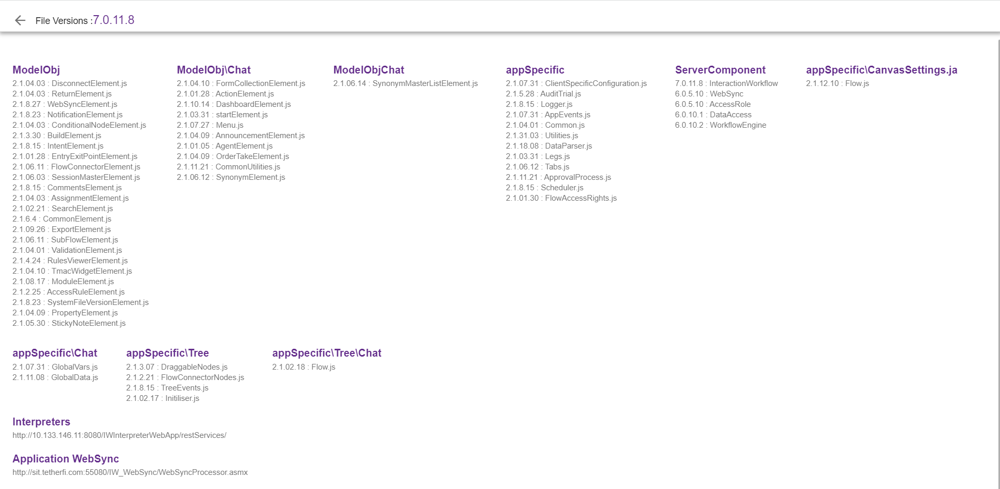 File Versions :7.0.11.8
ModelObj
2.1.04.03 : DisconnectElement.js
2.1.04.03 : ReturnElement.js
2.1.8.27 : WebSyncElement.js
2.1.8.23 : NotificationElement.js
2.1.04.03 : ConditionalNodeElement.js
2.1.3.30 : BuildElement.js
2.1.8.15 : IntentElement.js
2.1.01.28 : EntryExitPointElement.js
2.1.06.11 : FlowConnectorElement.js
2.1.06.03 : SessionMasterElement.js
2.1.8.15 : CommentsElement.js
2.1.04.03 : AssignmentElement.js
2.1.02.21 : SearchElement.js
2.1.6.4 : CommonElement.js
2.1.09.26 : ExportElement.js
2.1.06.11 : SubFlowElement.js
2.1.04.01 : ValidationElement.js
2.1.4.24 : RulesViewerElement.js
2.1.04.10 : TmacWidgetElement.js
2.1.08.17 : ModuleElement.js
2.1.2.25 : AccessRuleElement.js
2.1.8.23 : SystemFileVersionElement.js
2.1.04.09 : PropertyElement.js
2.1.05.30 : StickyNoteElement.js
ModelObj\Chat
2.1.04.10 : FormCollectionElement.js
2.1.01.28 : ActionElement.js
2.1.10.14 : DashboardElement.js
2.1.03.31 : startElement.js
2.1.07.27 : Menu.js
2.1.04.09 : AnnouncementElement.js
2.1.01.05 : AgentElement.js
2.1.04.09 : OrderTakeElement.js
2.1.11.21 : CommonUtilities.js
2.1.06.12 : SynonymElement.js
ModelObjChat
2.1.06.14 : SynonymMasterListElement.js
appSpecific
2.1.07.31 : ClientSpecificConfiguration.js
2.1.5.28 : AuditTrial.js
2.1.8.15 : Logger.js
2.1.07.31 : AppEvents.js
2.1.04.01 : Common.js
2.1.31.03 : Utilities.js
2.1.18.08 : DataParser.js
2.1.03.31 : Legs.js
2.1.06.12 : Tabs.js
2.1.11.21 : ApprovalProcess.js
2.1.8.15 : Scheduler.js
2.1.01.30 : FlowAccessRights.js
ServerComponent
7.0.11.8 : InteractionWorkflow
6.0.5.10 : WebSync
6.0.5.10 : AccessRole
6.0.10.1 : DataAccess
6.0.10.2 : WorkflowEngine
appSpecific\CanvasSettings.ja
2.1.12.10 : Flow.js
appSpecific\Chat
2.1.07.31 : GlobalVars.js
2.1.11.08 : GlobalData.js
appSpecific\Tree
2.1.3.07 : DraggableNodes.js
2.1.2.21 : FlowConnectorNodes.js
2.1.8.15 : TreeEvents.js
2.1.02.17 : Initiliser.js
appSpecific\Tree\Chat
2.1.02.18 : Flow.js
Interpreters
http://10.133.146.11:8080/IWInterpreterWebApp/restServices/
Application WebSync
http://sit.tetherfi.com:55080/IW_WebSync/WebSyncProcessor.asmx